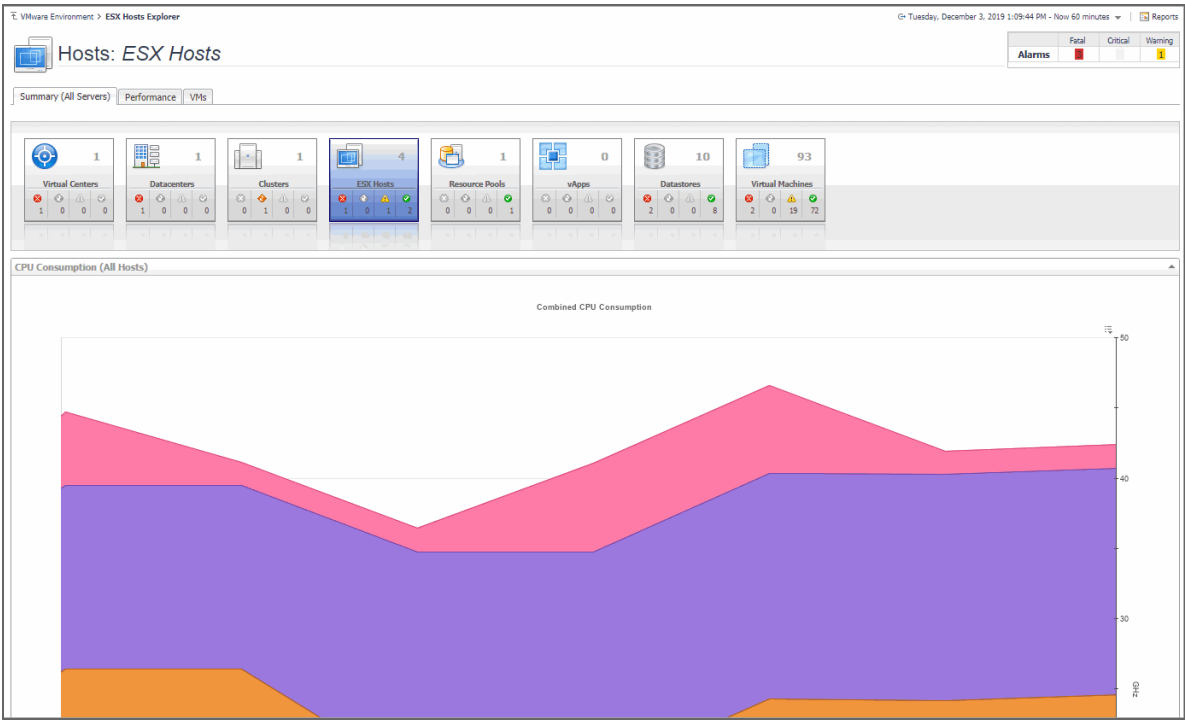 VMware Environment > ESX Hosts Explorer
Tuesday, December 3, 2019 1:09:44 PM - Now 60 minutes
Reports
Hosts: ESX Hosts
Fatal Critical Warning
Alarms 3 1
Summary (All Servers) Performance VMs
1 1 1 4 1 0 10 93
Virtual Centers Datacenters Clusters ESX Hosts Resource Pools vApps Datastores Virtual Machines
1 0 0 0 1 0 0 0 0 1 0 0 1 0 1 2 0 0 0 1 0 0 0 0 2 0 0 8 2 0 19 72
CPU Consumption (All Hosts)
Combined CPU Consumption
50
40
30
GHz